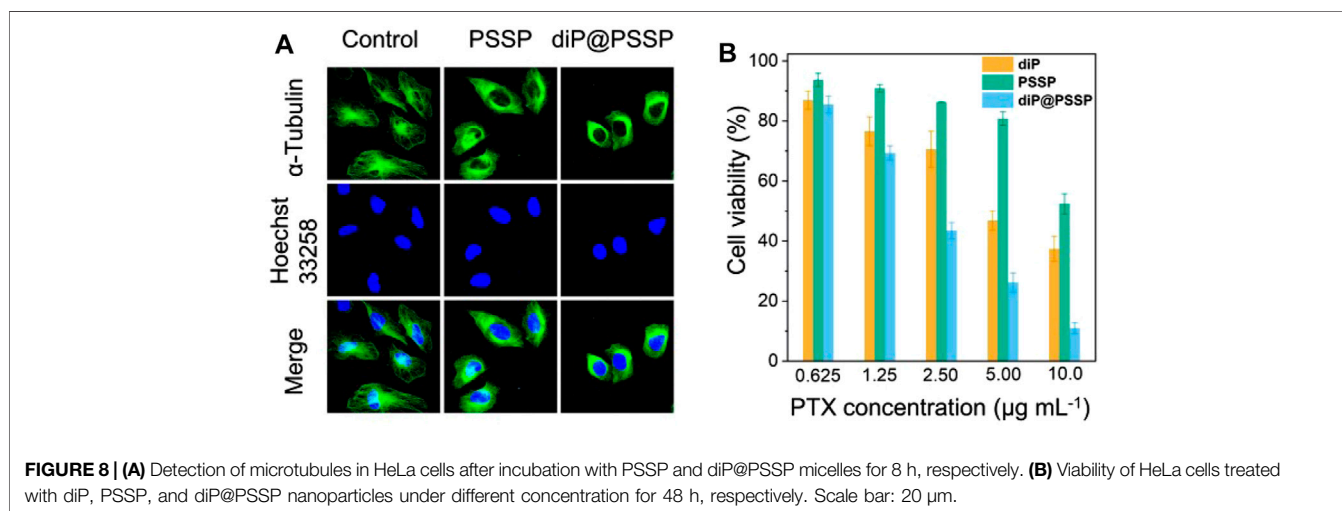 A
Control PSSP diP@PSSP
α-Tubulin
Hoechst
33258
Merge
B
diP
PSSP
diP@PSSP
Cell viability (%)
100
80
60
40
20
0
0.625 1.25 2.50 5.00 10.0
PTX concentration (µg mL⁻¹)
FIGURE 8 | (A) Detection of microtubules in HeLa cells after incubation with PSSP and diP@PSSP micelles for 8 h, respectively. (B) Viability of HeLa cells treated
with diP, PSSP, and diP@PSSP nanoparticles under different concentration for 48 h, respectively. Scale bar: 20 µm.